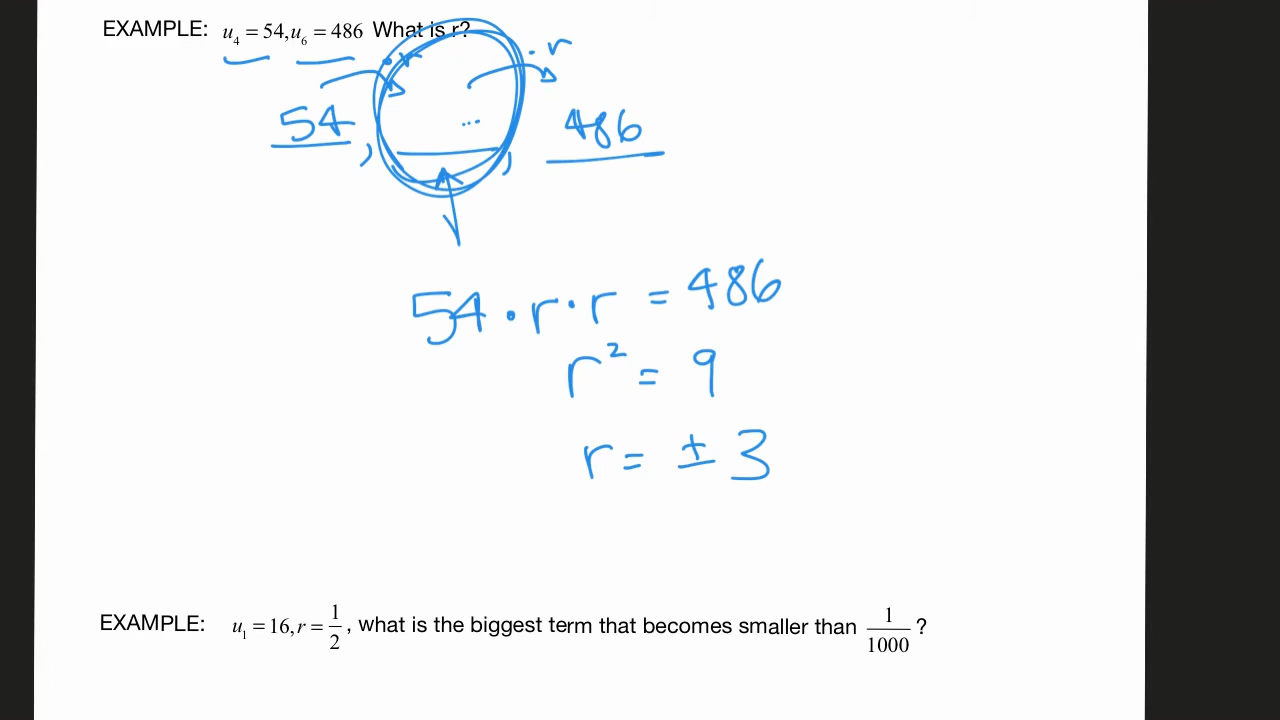 EXAMPLE: u₄ = 54, u₆ = 486 What is r?
· r · r
54, ... , 486
54 · r · r = 486
r² = 9
r = ± 3
EXAMPLE: u₁ = 16, r = 1/2, what is the biggest term that becomes smaller than 1/1000 ?